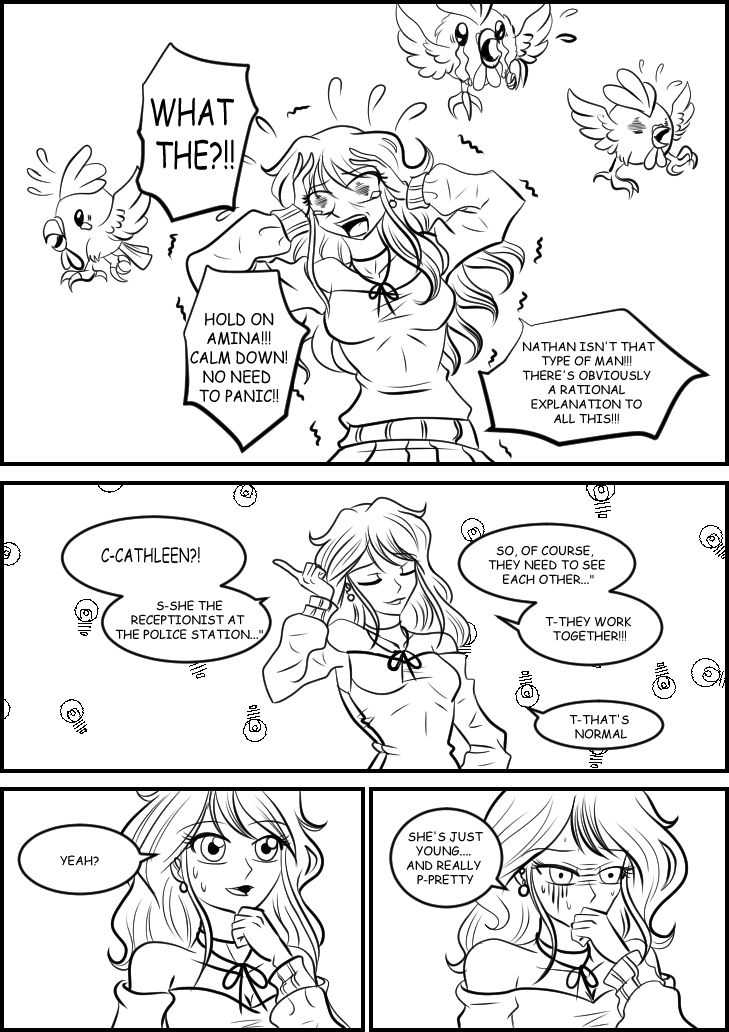 WHAT
THE?!!
HOLD ON
AMINA!!!
CALM DOWN!
NO NEED
TO PANIC!!
NATHAN ISN'T THAT
TYPE OF MAN!!!
THERE'S OBVIOUSLY
A RATIONAL
EXPLANATION TO
ALL THIS!!!
C-CATHLEEN?!
S-SHE THE
RECEPTIONIST AT
THE POLICE STATION..."
SO, OF COURSE,
THEY NEED TO SEE
EACH OTHER..."
T-THEY WORK
TOGETHER!!!
T-THAT'S
NORMAL
YEAH?
SHE'S JUST
YOUNG....
AND REALLY
P-PRETTY